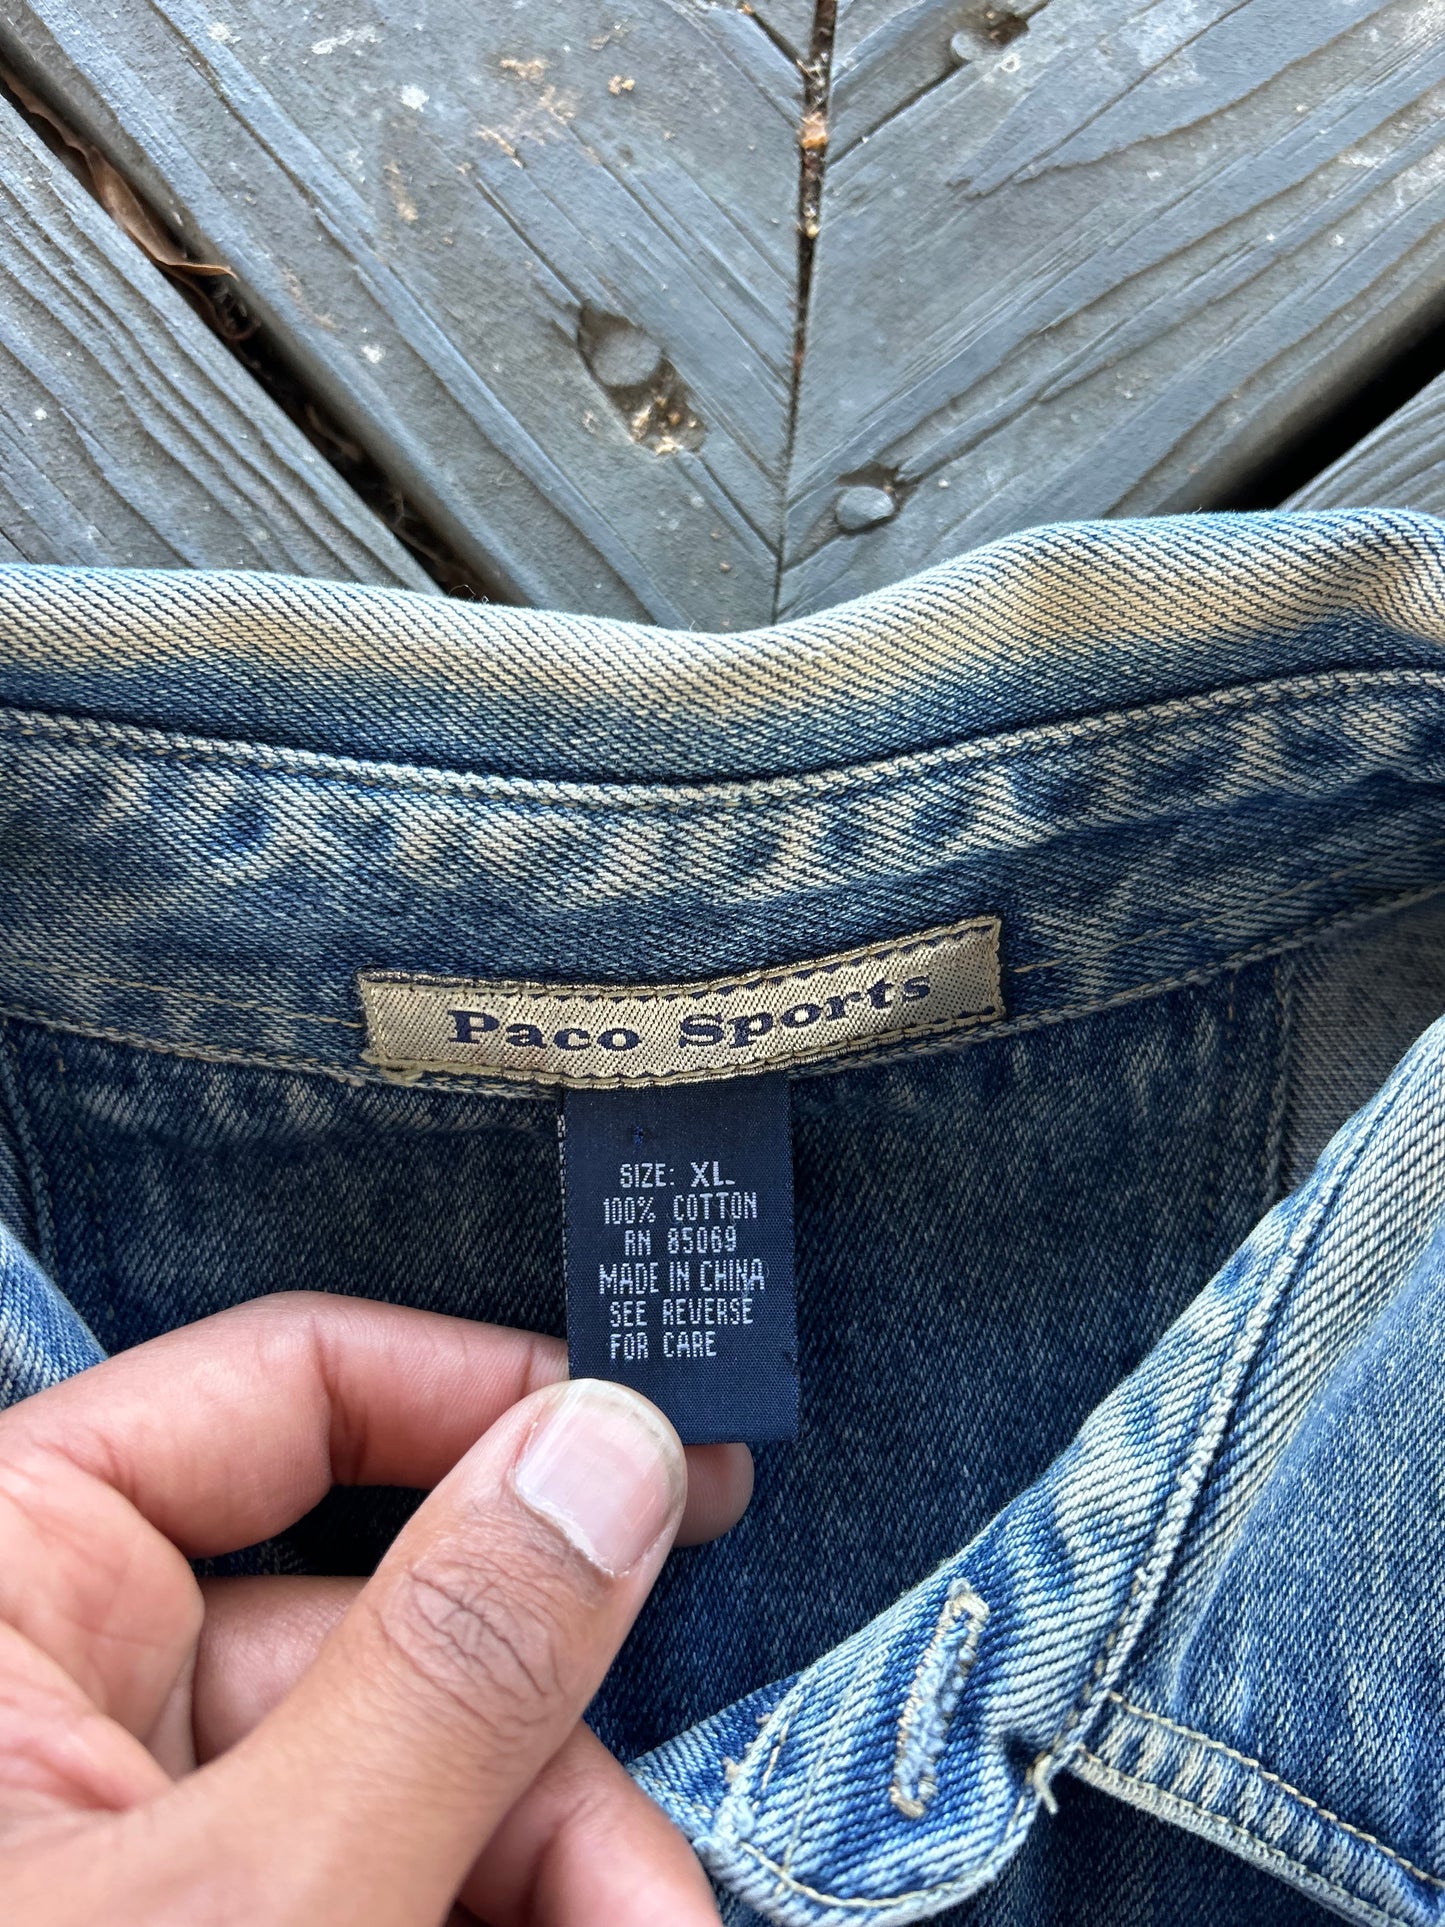 Paco Sports
SIZE: XL
100% COTTON
RN 85069
MADE IN CHINA
SEE REVERSE
FOR CARE